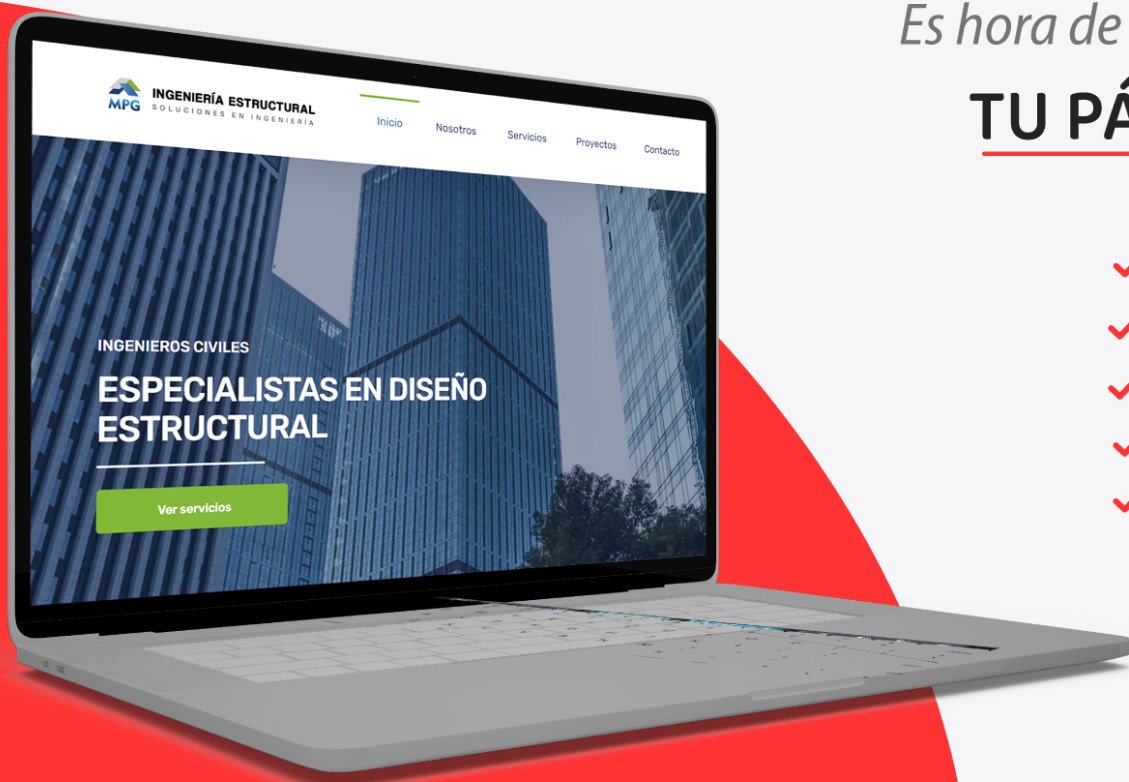 Es hora de
TU PÁ
MPG
INGENIERÍA ESTRUCTURAL
SOLUCIONES EN INGENIERÍA
Inicio
Nosotros
Servicios
Proyectos
Contacto
INGENIEROS CIVILES
ESPECIALISTAS EN DISEÑO
ESTRUCTURAL
Ver servicios